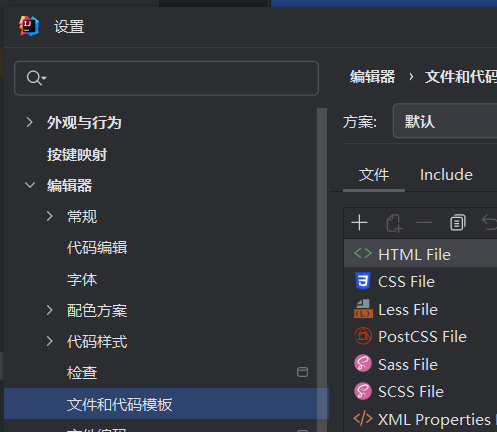 设置
编辑器 › 文件和代码
外观与行为
按键映射
编辑器
常规
代码编辑
字体
配色方案
代码样式
检查
文件和代码模板
方案: 默认
文件 Include
HTML File
CSS File
Less File
PostCSS File
Sass File
SCSS File
XML Properties